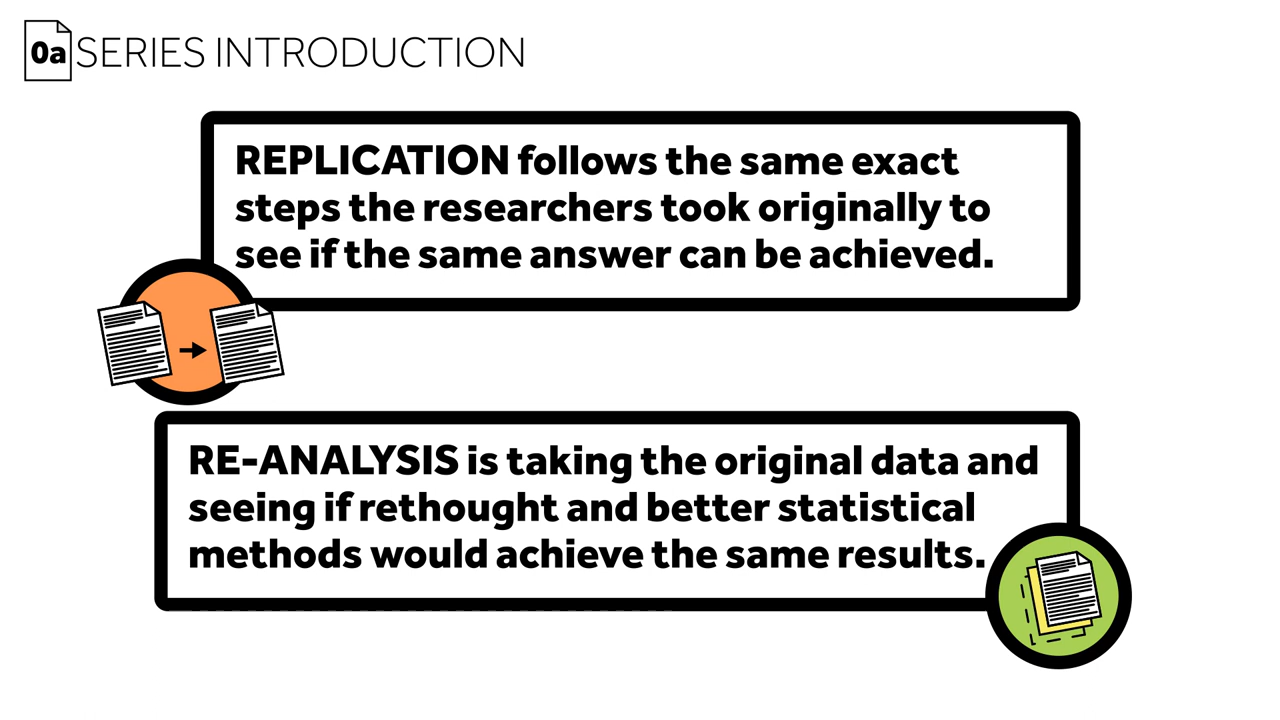 0a SERIES INTRODUCTION
REPLICATION follows the same exact
steps the researchers took originally to
see if the same answer can be achieved.
RE-ANALYSIS is taking the original data and
seeing if rethought and better statistical
methods would achieve the same results.